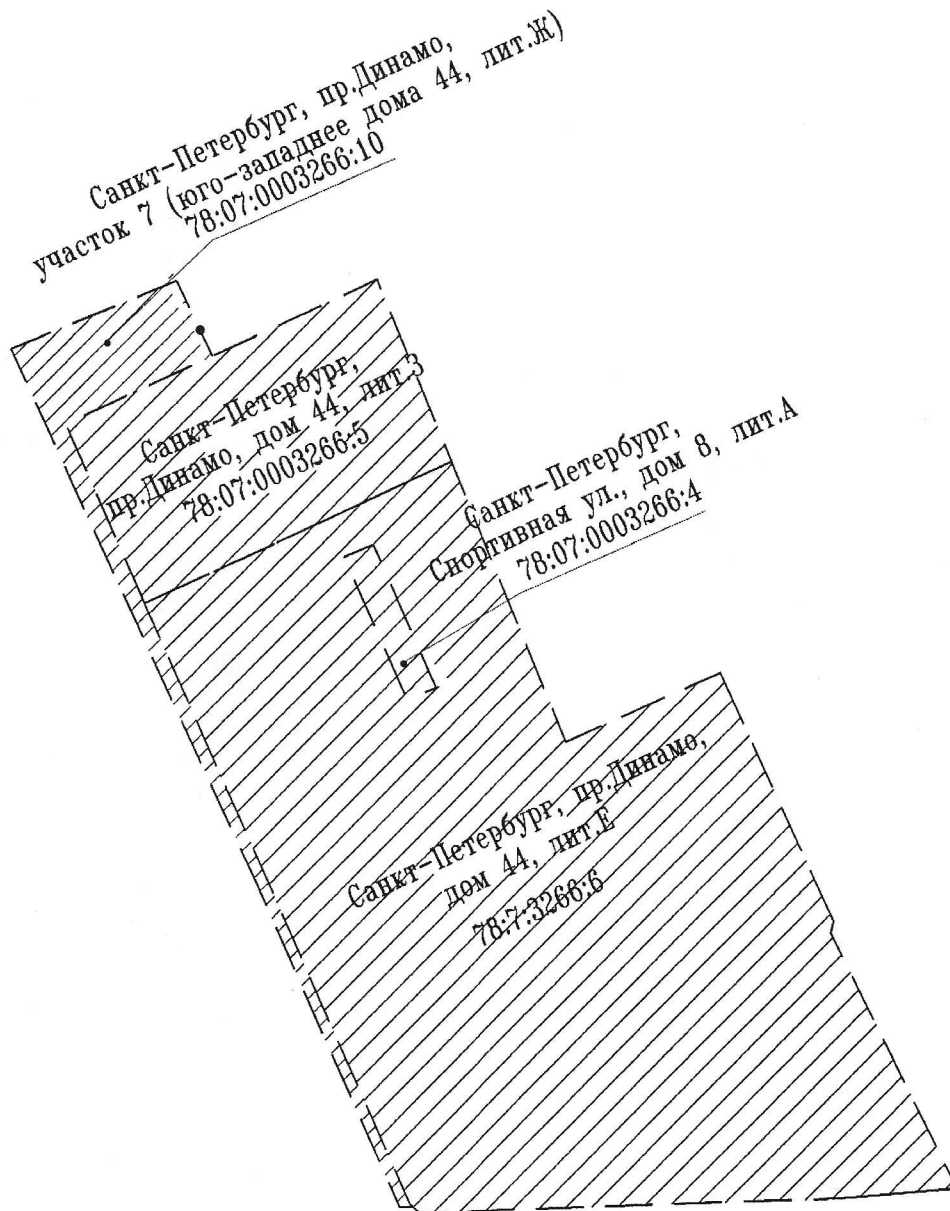 Санкт-Петербург, пр.Динамо,
участок 7 (юго-западнее дома 44, лит.Ж)
78:07:0003266:10
Санкт-Петербург,
пр.Динамо, дом 44, лит.З
78:07:0003266:5
Санкт-Петербург,
Спортивная ул., дом 8, лит.А
78:07:0003266:4
Санкт-Петербург, пр.Динамо,
дом 44, лит.Е
78:7:3266:6